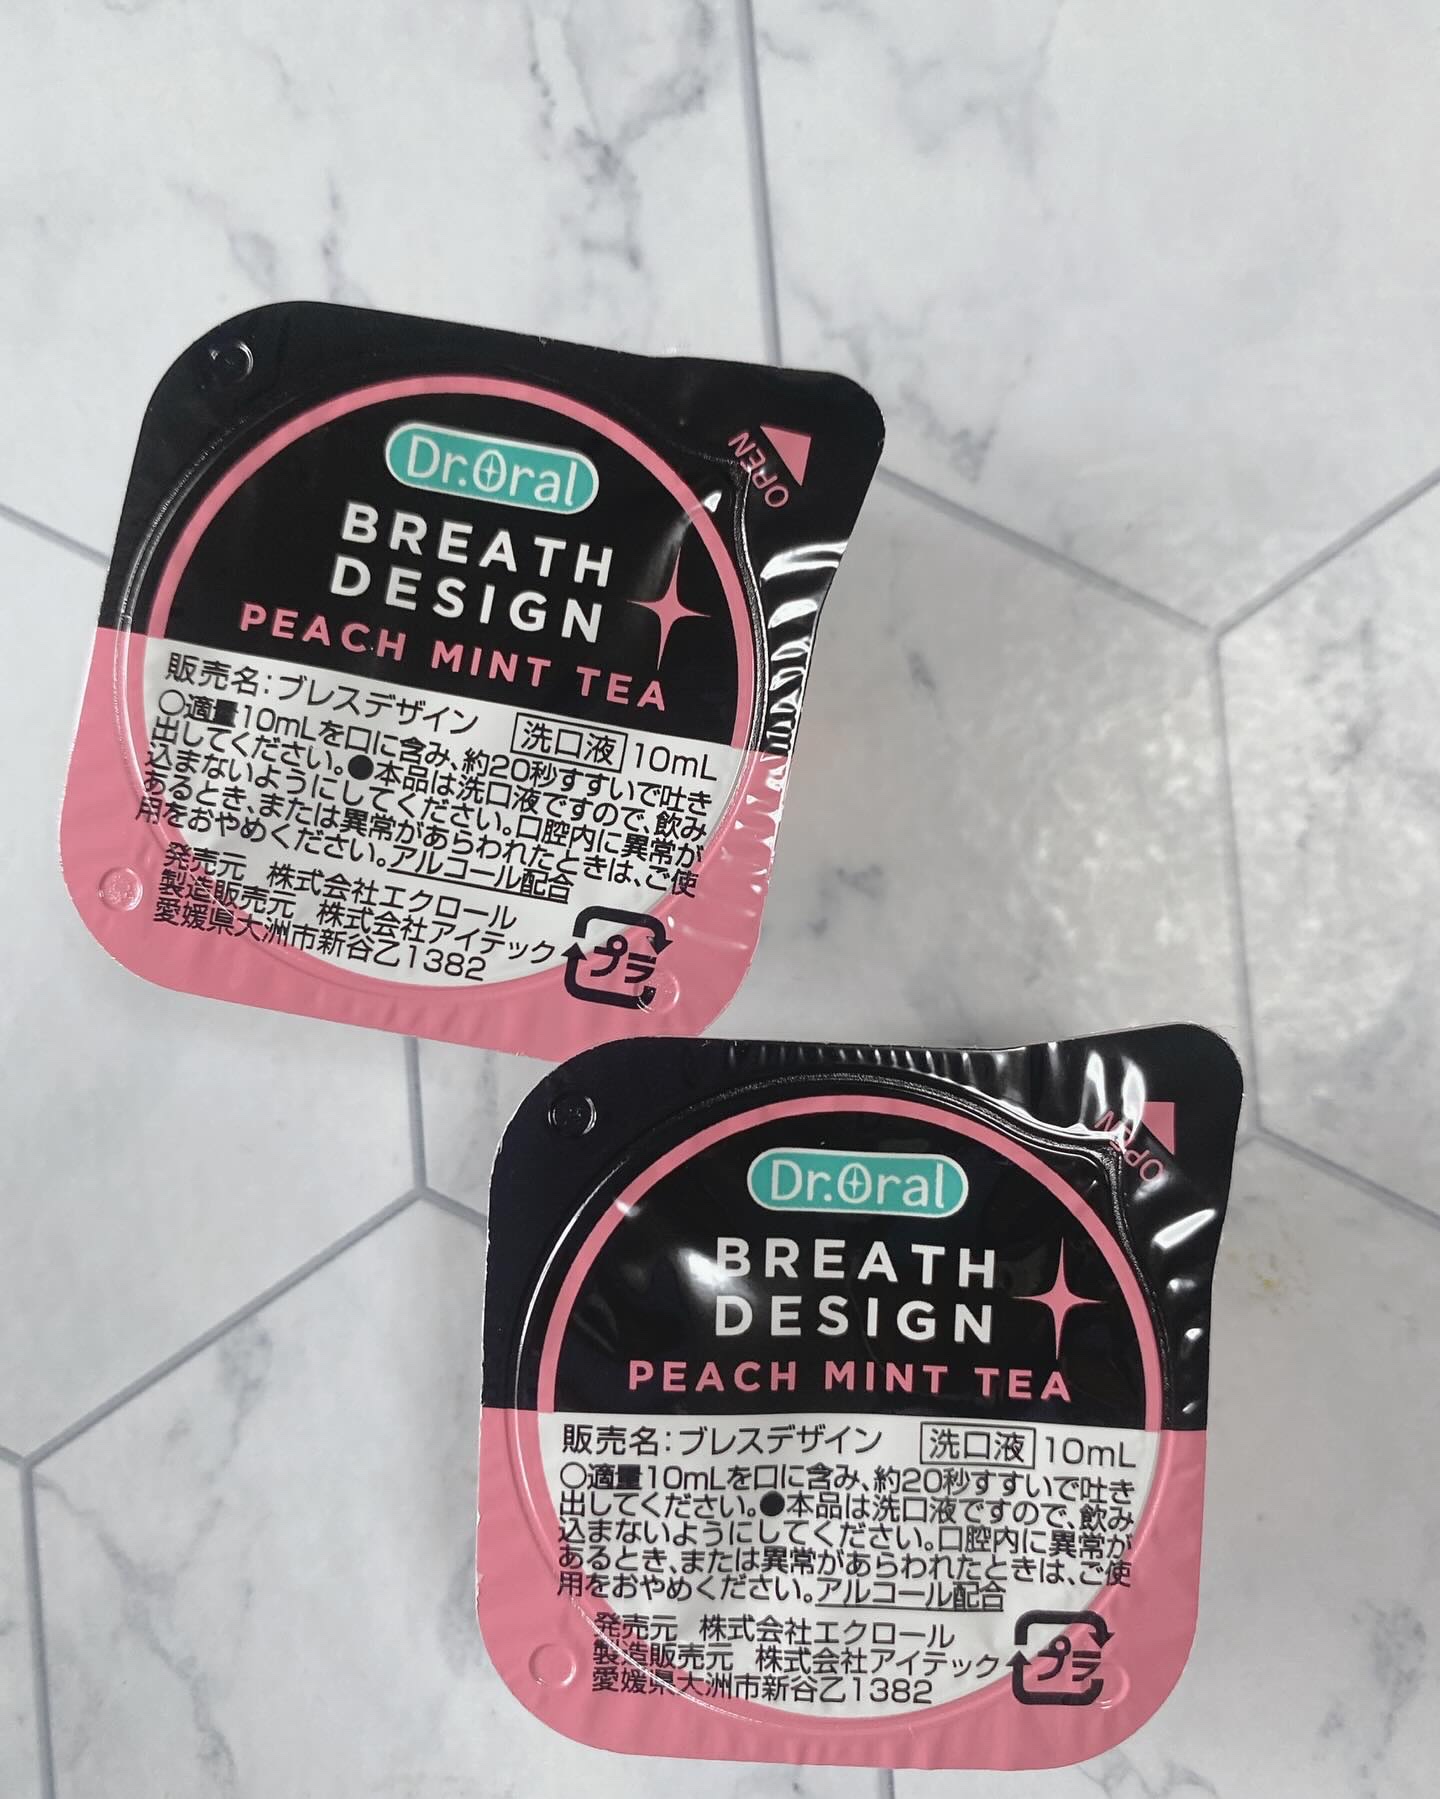 Dr.Oral
OPEN
BREATH
DESIGN
PEACH MINT TEA
販売名:ブレスデザイン 洗口液 10mL
○適量10mLを口に含み、約20秒すすいで吐き
出してください。●本品は洗口液ですので、飲み
込まないようにしてください。口腔内に異常が
あるとき、または異常があらわれたときは、ご使
用をおやめください。アルコール配合
発売元 株式会社エクロール
製造販売元 株式会社アイテック
愛媛県大洲市新谷乙1382
プラ
Dr.Oral
OPEN
BREATH
DESIGN
PEACH MINT TEA
販売名:ブレスデザイン 洗口液 10mL
○適量10mLを口に含み、約20秒すすいで吐き
出してください。●本品は洗口液ですので、飲み
込まないようにしてください。口腔内に異常が
あるとき、または異常があらわれたときは、ご使
用をおやめください。アルコール配合
発売元 株式会社エクロール
製造販売元 株式会社アイテック
愛媛県大洲市新谷乙1382
プラ